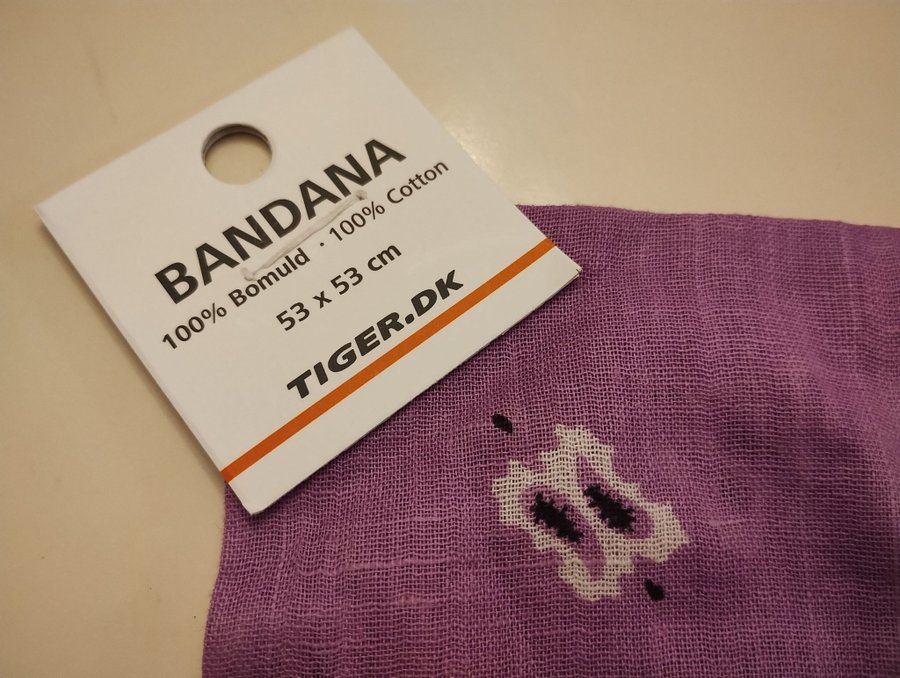 BANDANA
100% Bomuld · 100% Cotton
53 x 53 cm
TIGER.DK